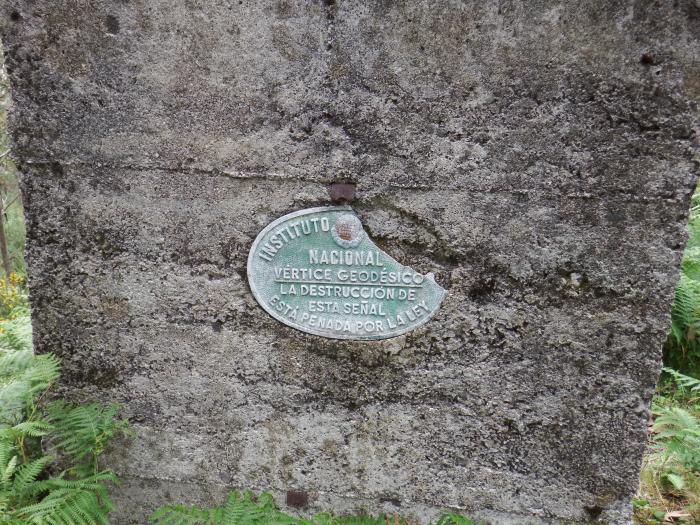 INSTITUTO
NACIONAL
VÉRTICE GEODÉSICO
LA DESTRUCCIÓN DE
ESTA SEÑAL
ESTÁ PENADA POR LA LEY